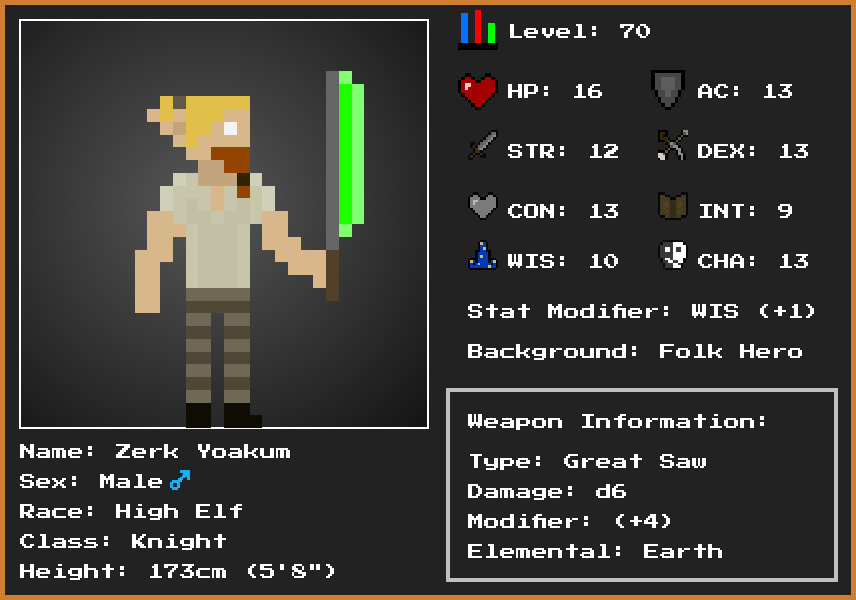 Level: 70
HP: 16 AC: 13
STR: 12 DEX: 13
CON: 13 INT: 9
WIS: 10 CHA: 13
Stat Modifier: WIS (+1)
Background: Folk Hero
Weapon Information:
Type: Great Saw
Damage: d6
Modifier: (+4)
Elemental: Earth
Name: Zerk Yoakum
Sex: Male♂
Race: High Elf
Class: Knight
Height: 173cm (5'8")